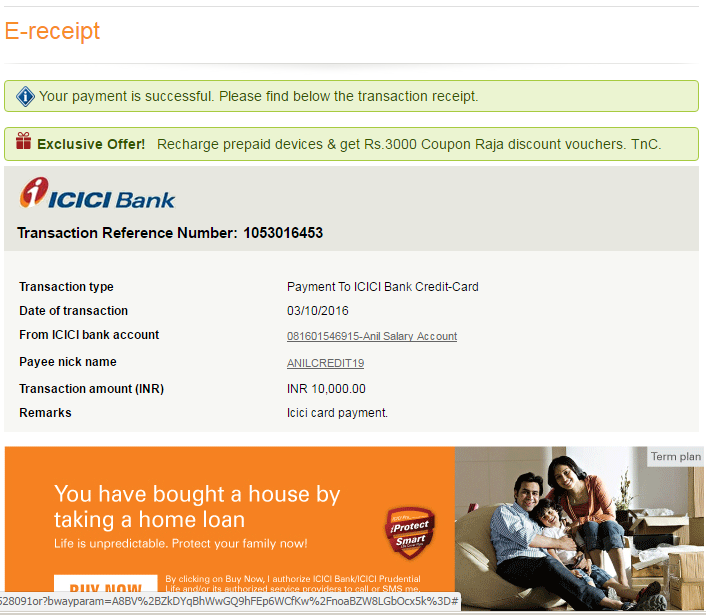 E-receipt
Your payment is successful. Please find below the transaction receipt.
Exclusive Offer! Recharge prepaid devices & get Rs.3000 Coupon Raja discount vouchers. TnC.
ICICI Bank
Transaction Reference Number: 1053016453
Transaction type Payment To ICICI Bank Credit-Card
Date of transaction 03/10/2016
From ICICI bank account 081601546915-Anil Salary Account
Payee nick name ANILCREDIT19
Transaction amount (INR) INR 10,000.00
Remarks Icici card payment.
Term plan
You have bought a house by
taking a home loan
Life is unpredictable. Protect your family now!
iProtect
Smart
BUY NOW
By clicking on Buy Now, I authorize ICICI Bank/ICICI Prudential
Life and/or its authorized service providers to call or SMS me.
528091or?bwayparam=A8BV%2BZkDYqBhWwGQ9hFEp6WCfKw%2FnoaBZW8LGbOcx5k%3D#